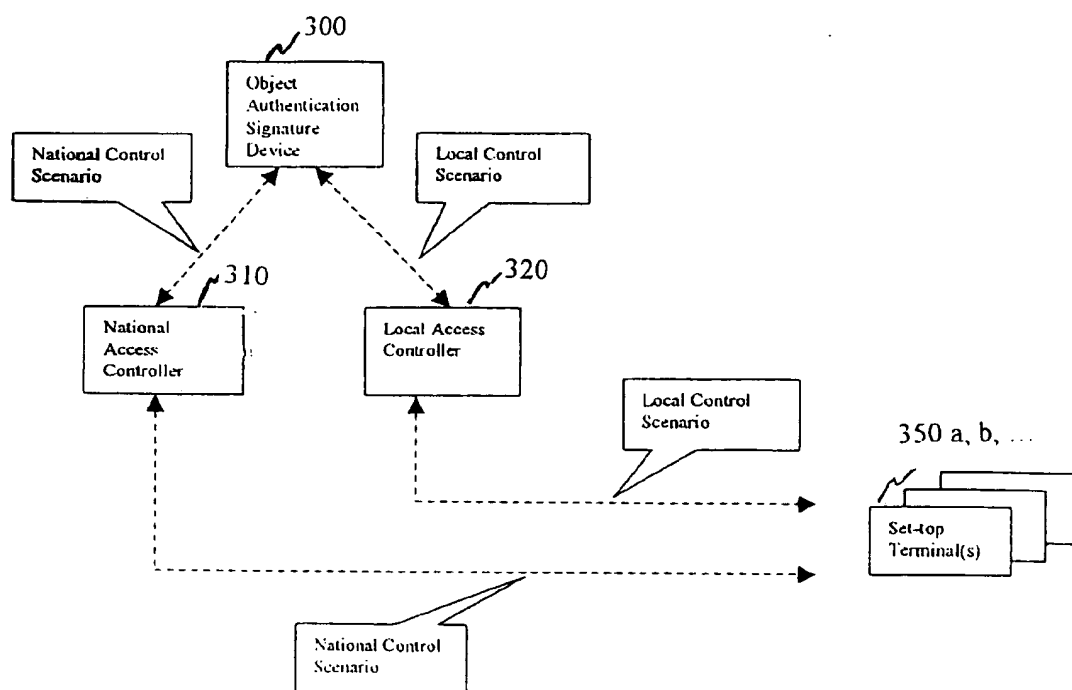 300
Object
Authentication
Signature
Device
National Control
Scenario
Local Control
Scenario
310
320
National
Access
Controller
Local Access
Controller
Local Control
Scenario
350 a, b, ...
Set-top
Terminal(s)
National Control
Scenario